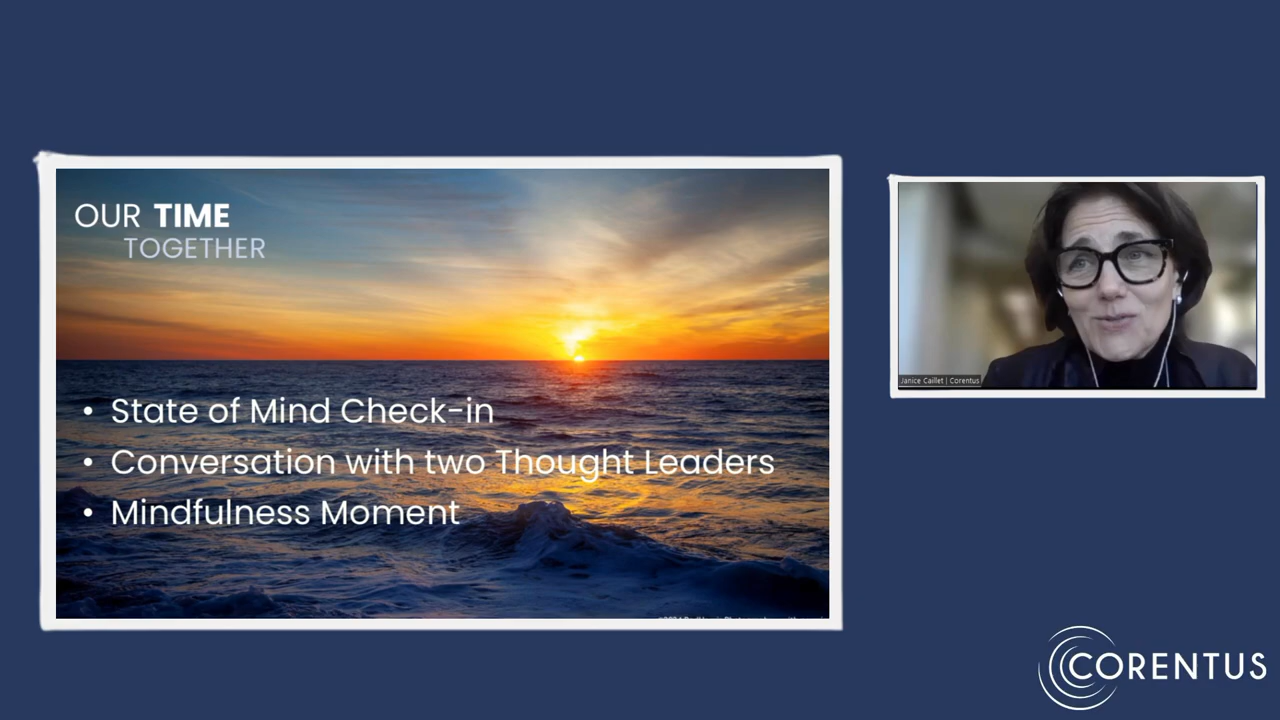 OUR TIME
TOGETHER
• State of Mind Check-in
• Conversation with two Thought Leaders
• Mindfulness Moment
Janice Caillet | Corentus
CORENTUS